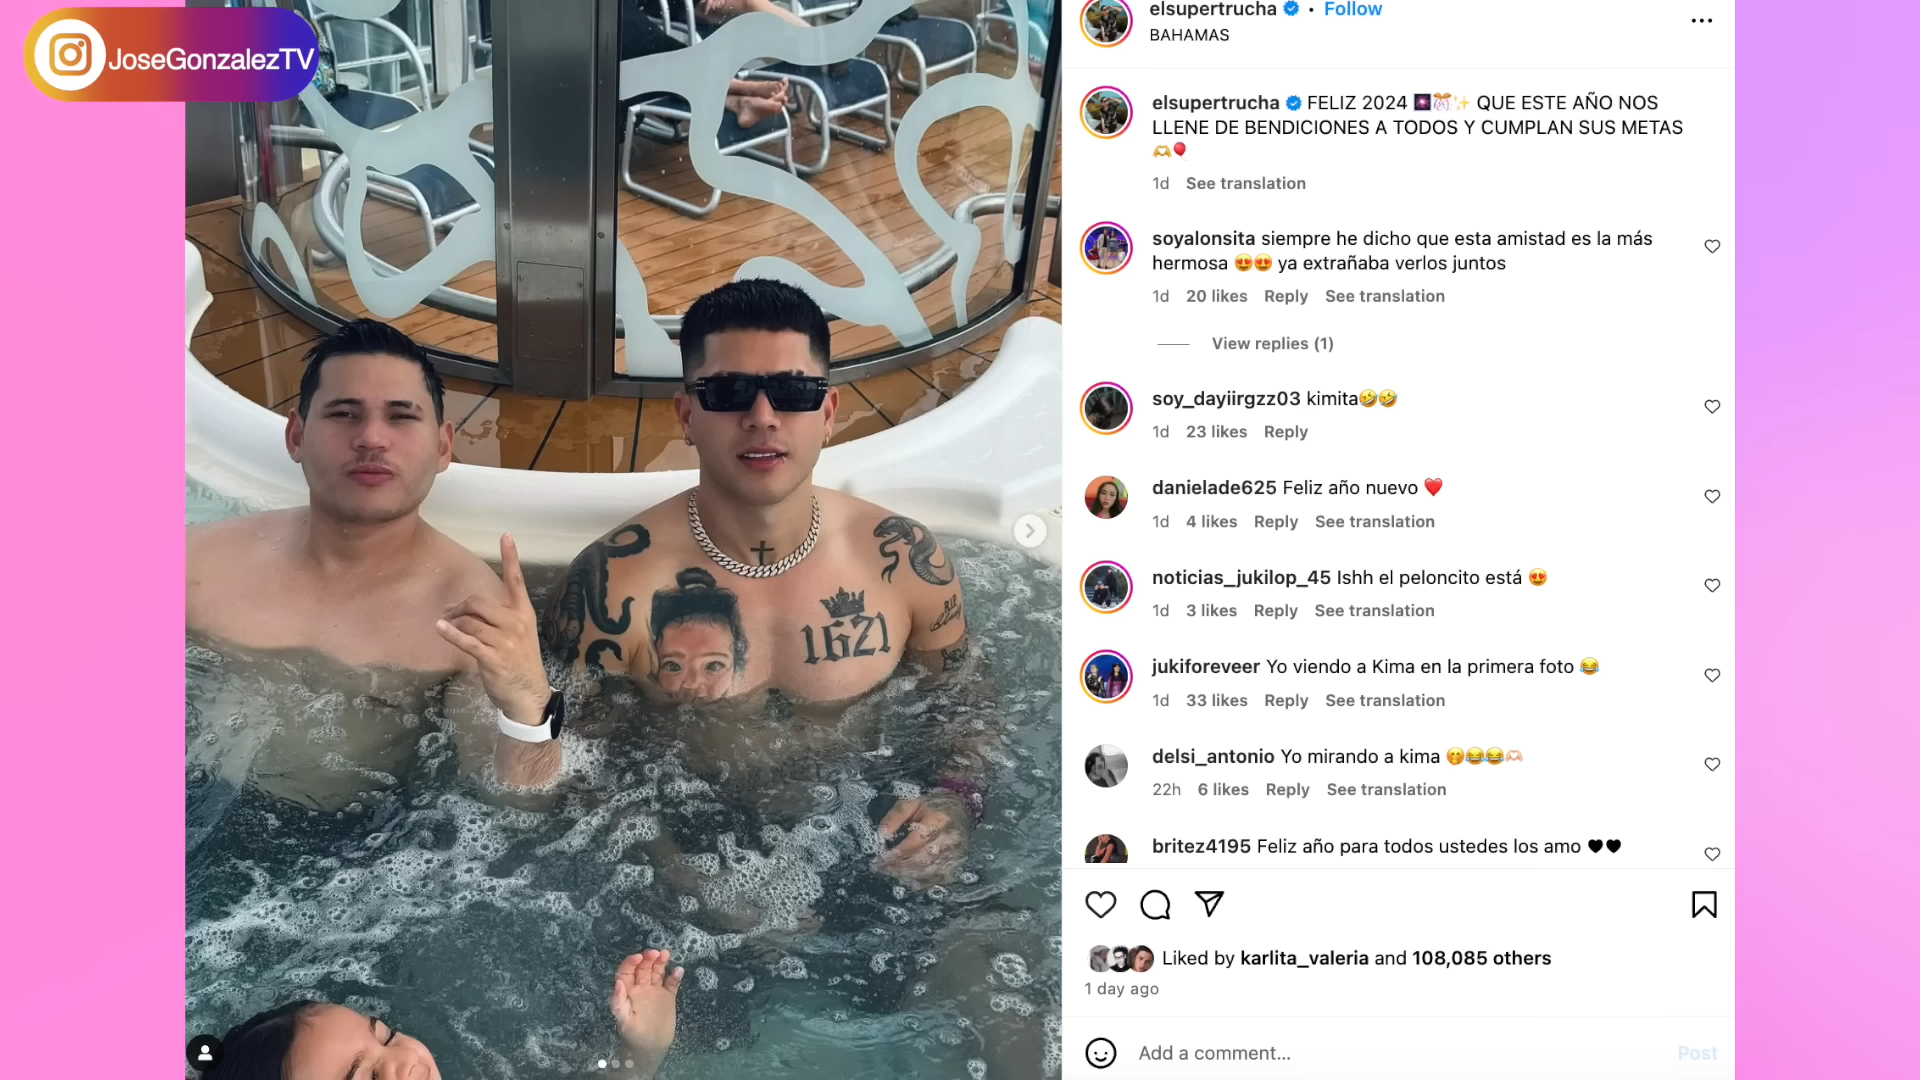 JoseGonzalezTV
elsupertrucha • Follow
BAHAMAS
elsupertrucha FELIZ 2024 🎆🎊✨ QUE ESTE AÑO NOS
LLENE DE BENDICIONES A TODOS Y CUMPLAN SUS METAS
🫶🎈
1d See translation
soyalonsita siempre he dicho que esta amistad es la más
hermosa 😍😍 ya extrañaba verlos juntos
1d 20 likes Reply See translation
View replies (1)
soy_dayiirgzz03 kimita🤣🤣
1d 23 likes Reply
danielade625 Feliz año nuevo ❤️
1d 4 likes Reply See translation
noticias_jukilop_45 Ishh el peloncito está 😍
1d 3 likes Reply See translation
jukiforeveer Yo viendo a Kima en la primera foto 😂
1d 33 likes Reply See translation
delsi_antonio Yo mirando a kima 🤭😂😂🫶🏻
22h 6 likes Reply See translation
britez4195 Feliz año para todos ustedes los amo 🖤🖤
Liked by karlita_valeria and 108,085 others
1 day ago
Add a comment...
Post
1621
RIP